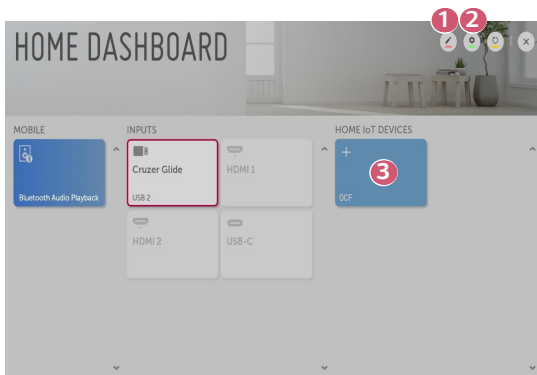 1 2
HOME DASHBOARD
MOBILE
INPUTS
HOME IoT DEVICES
Cruzer Glide
USB 2
HDMI 1
Bluetooth Audio Playback
3
OCF
HDMI 2
USB-C